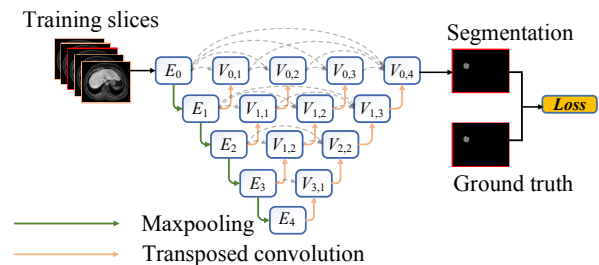 Training slices
Segmentation
E0 V0,1 V0,2 V0,3 V0,4
E1 V1,1 V1,2 V1,3
Loss
E2 V1,2 V2,2
E3 V3,1
Ground truth
E4
Maxpooling
Transposed convolution